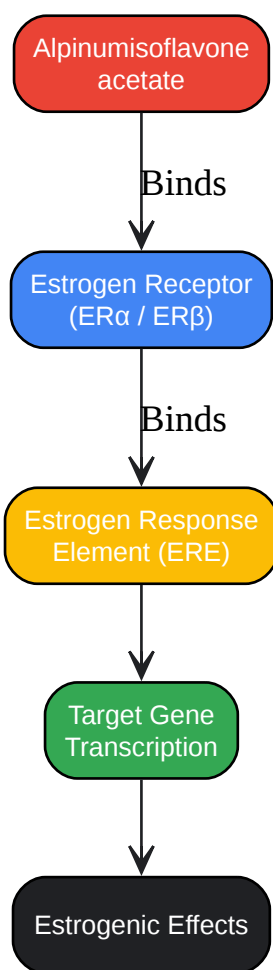 Alpinumisoflavone
acetate
Binds
Estrogen Receptor
(ERα / ERβ)
Binds
Estrogen Response
Element (ERE)
Target Gene
Transcription
Estrogenic Effects